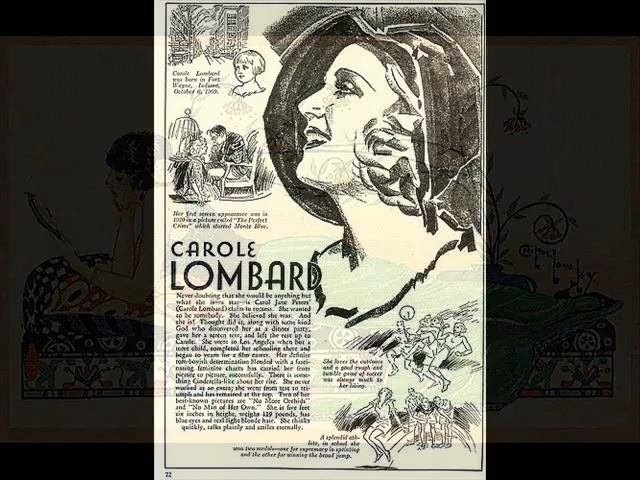 Carole Lombard
was born in Fort
Wayne, Indiana,
October 6, 1909.
Her first screen appearance was in
1920 in a picture called "The Perfect
Crime" which starred Monte Blue.
CAROLE
LOMBARD
Never doubting that she would be anything but
what she is—a star—is Carol Jane Peters'
(Carole Lombard) claim to success. She wanted
to be somebody. She believed she was. And
she is! Thought did it, along with some kind
God who discovered her at a dinner party,
gave her a screen test, and left the rest up to
Carole. She went to Los Angeles when but a
mere child, completed her schooling there and
began to yearn for a film career. Her definite
tom-boyish determination blended with a fasci-
nating feminine charm has carried her from
picture to picture, successfully. There is some-
thing Cinderella-like about her rise. She never
worked as an extra; she went from test to tri-
umph and has remained at the top. Two of her
best-known pictures are "No More Orchids"
and "No Man of Her Own." She is five feet
six inches in height, weighs 119 pounds, has
blue eyes and real light blonde hair. She thinks
quickly, talks plainly and smiles eternally.
She loves the outdoors
and a good rough and
tumble game of soccer
was always much to
her liking.
A splendid ath-
lete, in school she
won two medals—one for supremacy in sprinting
and the other for winning the broad jump.
22